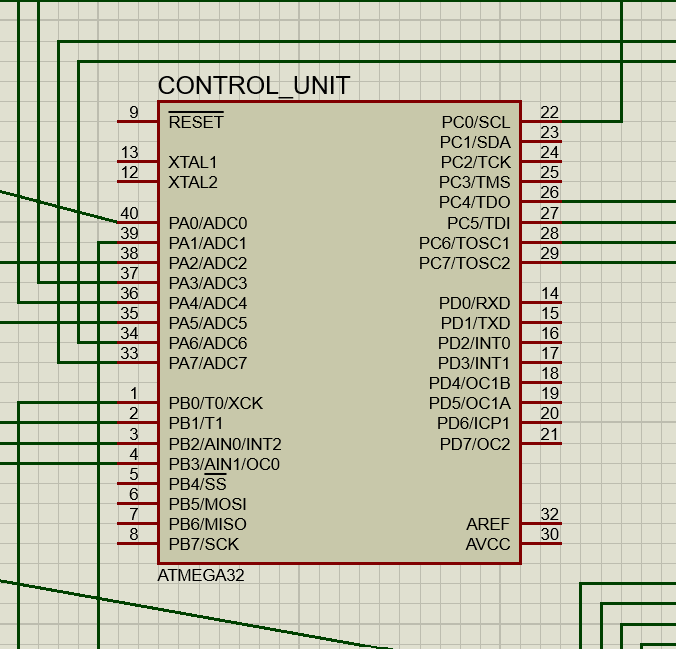 CONTROL_UNIT
9 RESET
13 XTAL1
12 XTAL2
40 PA0/ADC0
39 PA1/ADC1
38 PA2/ADC2
37 PA3/ADC3
36 PA4/ADC4
35 PA5/ADC5
34 PA6/ADC6
33 PA7/ADC7
1 PB0/T0/XCK
2 PB1/T1
3 PB2/AIN0/INT2
4 PB3/AIN1/OC0
5 PB4/SS
6 PB5/MOSI
7 PB6/MISO
8 PB7/SCK
PC0/SCL 22
PC1/SDA 23
PC2/TCK 24
PC3/TMS 25
PC4/TDO 26
PC5/TDI 27
PC6/TOSC1 28
PC7/TOSC2 29
PD0/RXD 14
PD1/TXD 15
PD2/INT0 16
PD3/INT1 17
PD4/OC1B 18
PD5/OC1A 19
PD6/ICP1 20
PD7/OC2 21
AREF 32
AVCC 30
ATMEGA32